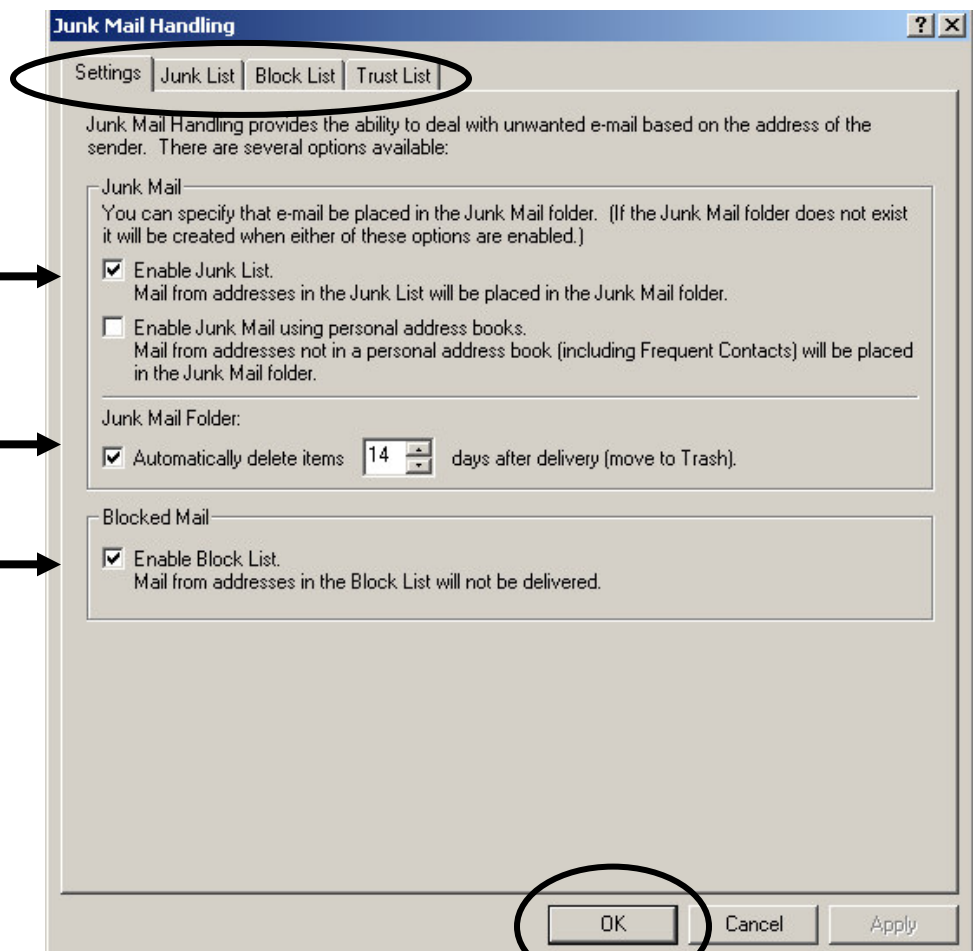 Junk Mail Handling
Settings Junk List Block List Trust List
Junk Mail Handling provides the ability to deal with unwanted e-mail based on the address of the
sender. There are several options available:
Junk Mail
You can specify that e-mail be placed in the Junk Mail folder. (If the Junk Mail folder does not exist
it will be created when either of these options are enabled.)
Enable Junk List.
Mail from addresses in the Junk List will be placed in the Junk Mail folder.
Enable Junk Mail using personal address books.
Mail from addresses not in a personal address book (including Frequent Contacts) will be placed
in the Junk Mail folder.
Junk Mail Folder:
Automatically delete items 14 days after delivery (move to Trash).
Blocked Mail
Enable Block List.
Mail from addresses in the Block List will not be delivered.
OK Cancel Apply